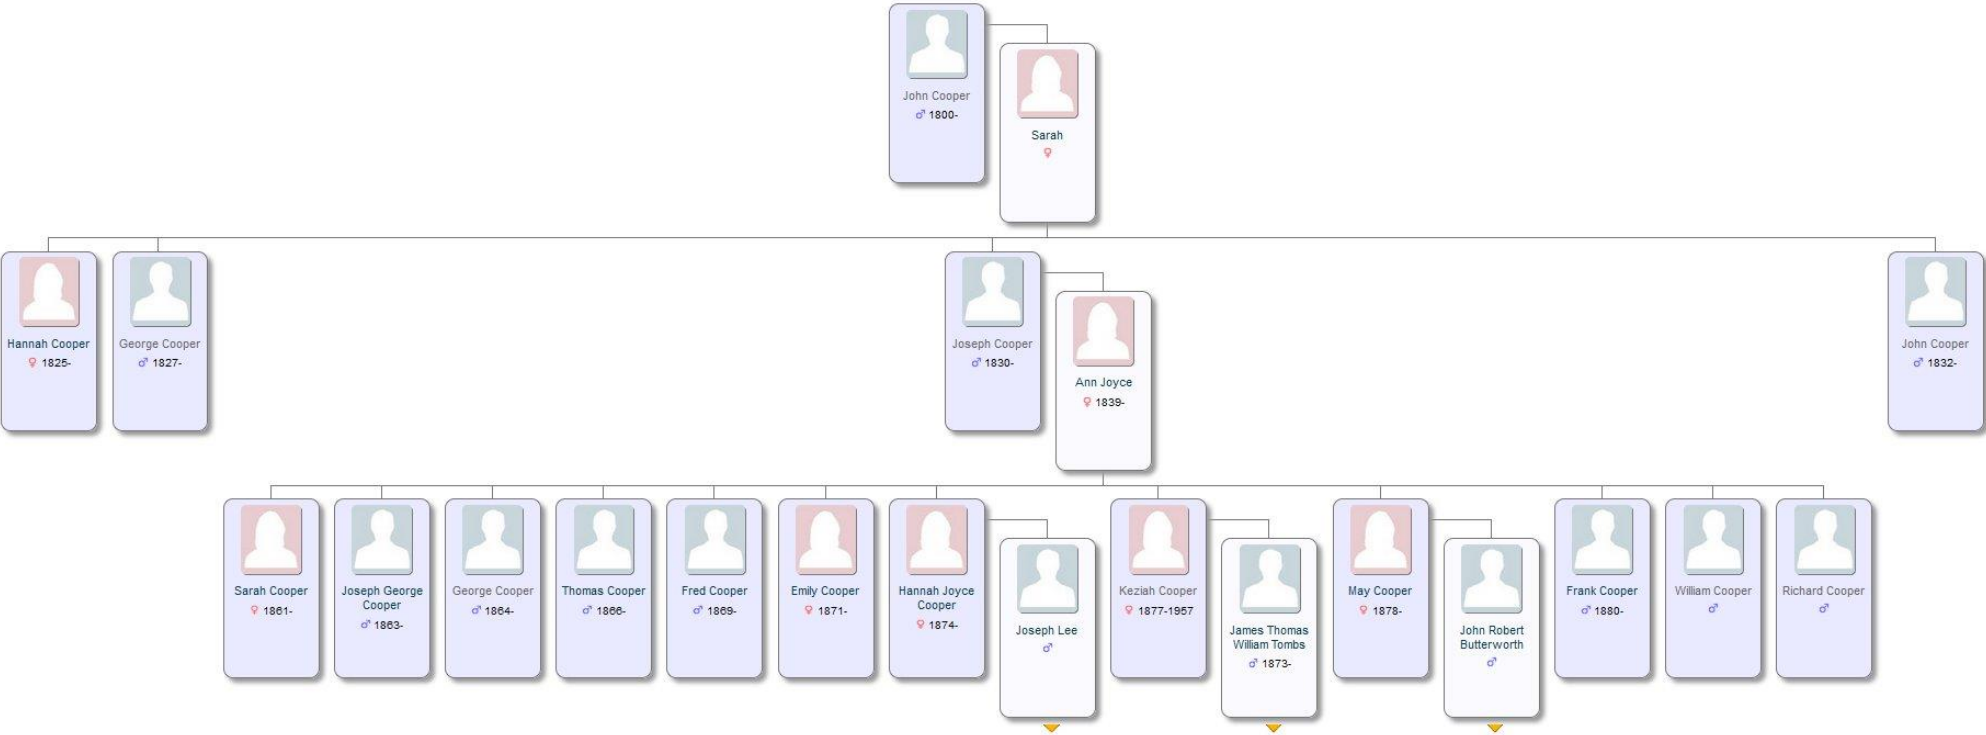 John Cooper
♂ 1800-
Sarah
♀
Hannah Cooper
♀ 1825-
George Cooper
♂ 1827-
Joseph Cooper
♂ 1830-
Ann Joyce
♀ 1839-
John Cooper
♂ 1832-
Sarah Cooper
♀ 1861-
Joseph George
Cooper
♂ 1863-
George Cooper
♂ 1864-
Thomas Cooper
♂ 1866-
Fred Cooper
♂ 1869-
Emily Cooper
♀ 1871-
Hannah Joyce
Cooper
♀ 1874-
Joseph Lee
♂
Keziah Cooper
♀ 1877-1957
James Thomas
William Tombs
♂ 1873-
May Cooper
♀ 1878-
John Robert
Butterworth
♂
Frank Cooper
♂ 1880-
William Cooper
♂
Richard Cooper
♂